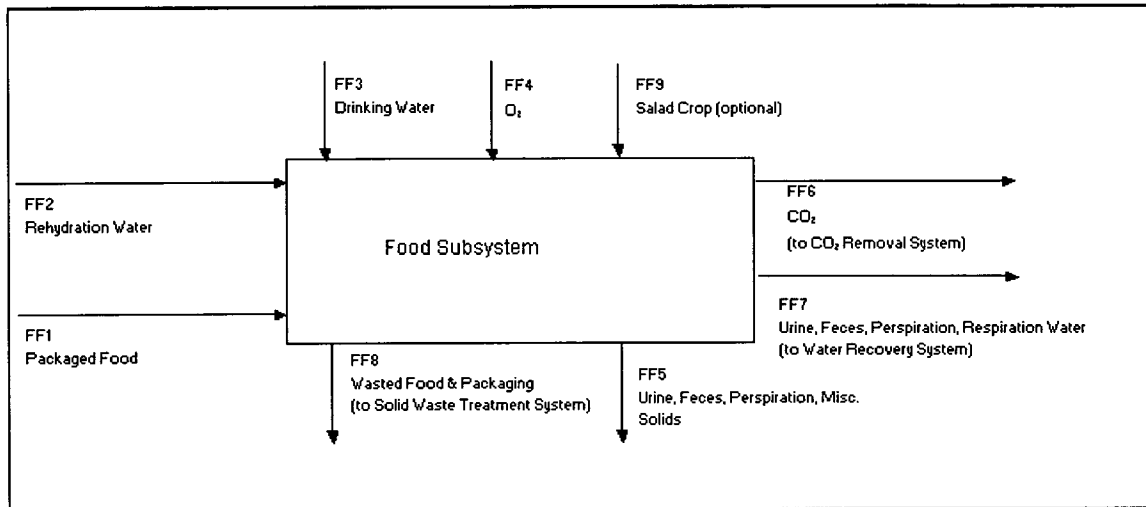 FF3
Drinking Water
FF4
O₂
FF9
Salad Crop (optional)
FF2
Rehydration Water
Food Subsystem
FF6
CO₂
(to CO₂ Removal System)
FF1
Packaged Food
FF7
Urine, Feces, Perspiration, Respiration Water
(to Water Recovery System)
FF8
Wasted Food & Packaging
(to Solid Waste Treatment System)
FF5
Urine, Feces, Perspiration, Misc.
Solids